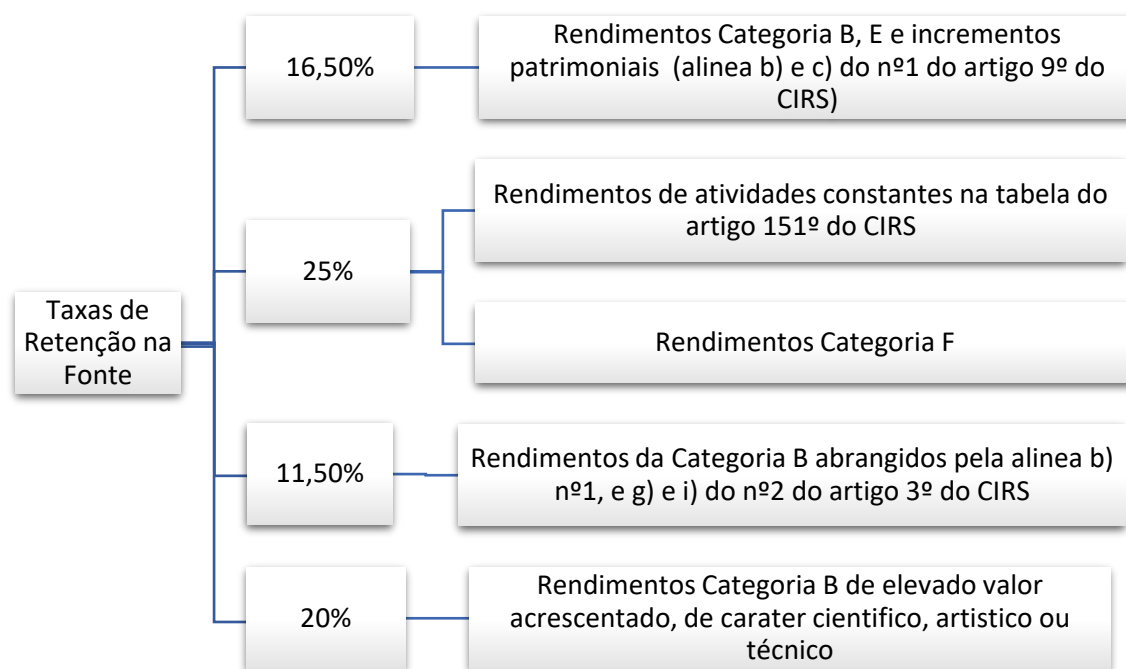 Taxas de
Retenção na
Fonte
16,50%
Rendimentos Categoria B, E e incrementos
patrimoniais (alinea b) e c) do nº1 do artigo 9º do
CIRS)
25%
Rendimentos de atividades constantes na tabela do
artigo 151º do CIRS
Rendimentos Categoria F
11,50%
Rendimentos da Categoria B abrangidos pela alinea b)
nº1, e g) e i) do nº2 do artigo 3º do CIRS
20%
Rendimentos Categoria B de elevado valor
acrescentado, de carater cientifico, artistico ou
técnico